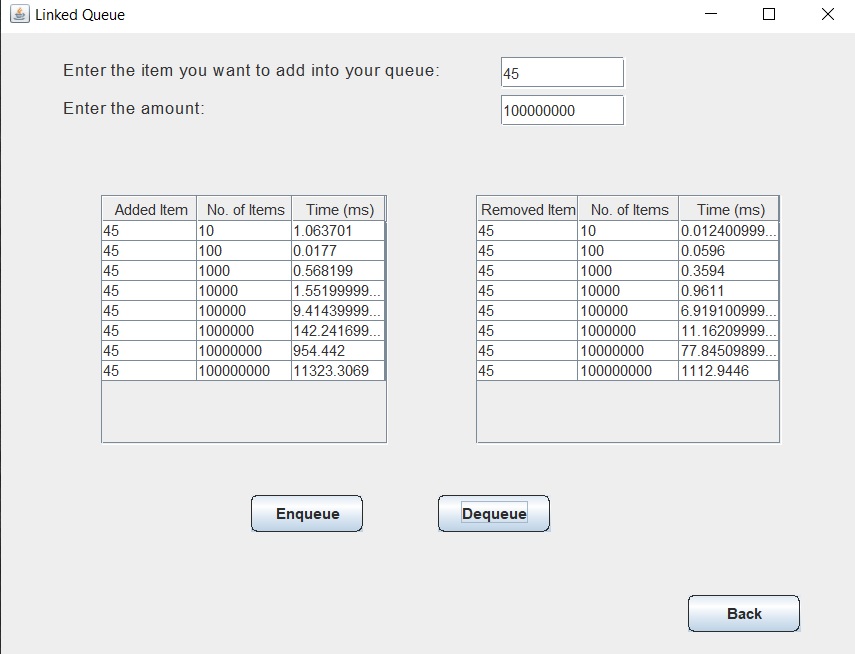 Linked Queue
Enter the item you want to add into your queue: 45
Enter the amount: 100000000
Added Item No. of Items Time (ms)
45 10 1.063701
45 100 0.0177
45 1000 0.568199
45 10000 1.55199999...
45 100000 9.41439999...
45 1000000 142.241699...
45 10000000 954.442
45 100000000 11323.3069
Removed Item No. of Items Time (ms)
45 10 0.012400999...
45 100 0.0596
45 1000 0.3594
45 10000 0.9611
45 100000 6.919100999...
45 1000000 11.16209999...
45 10000000 77.84509899...
45 100000000 1112.9446
Enqueue Dequeue
Back